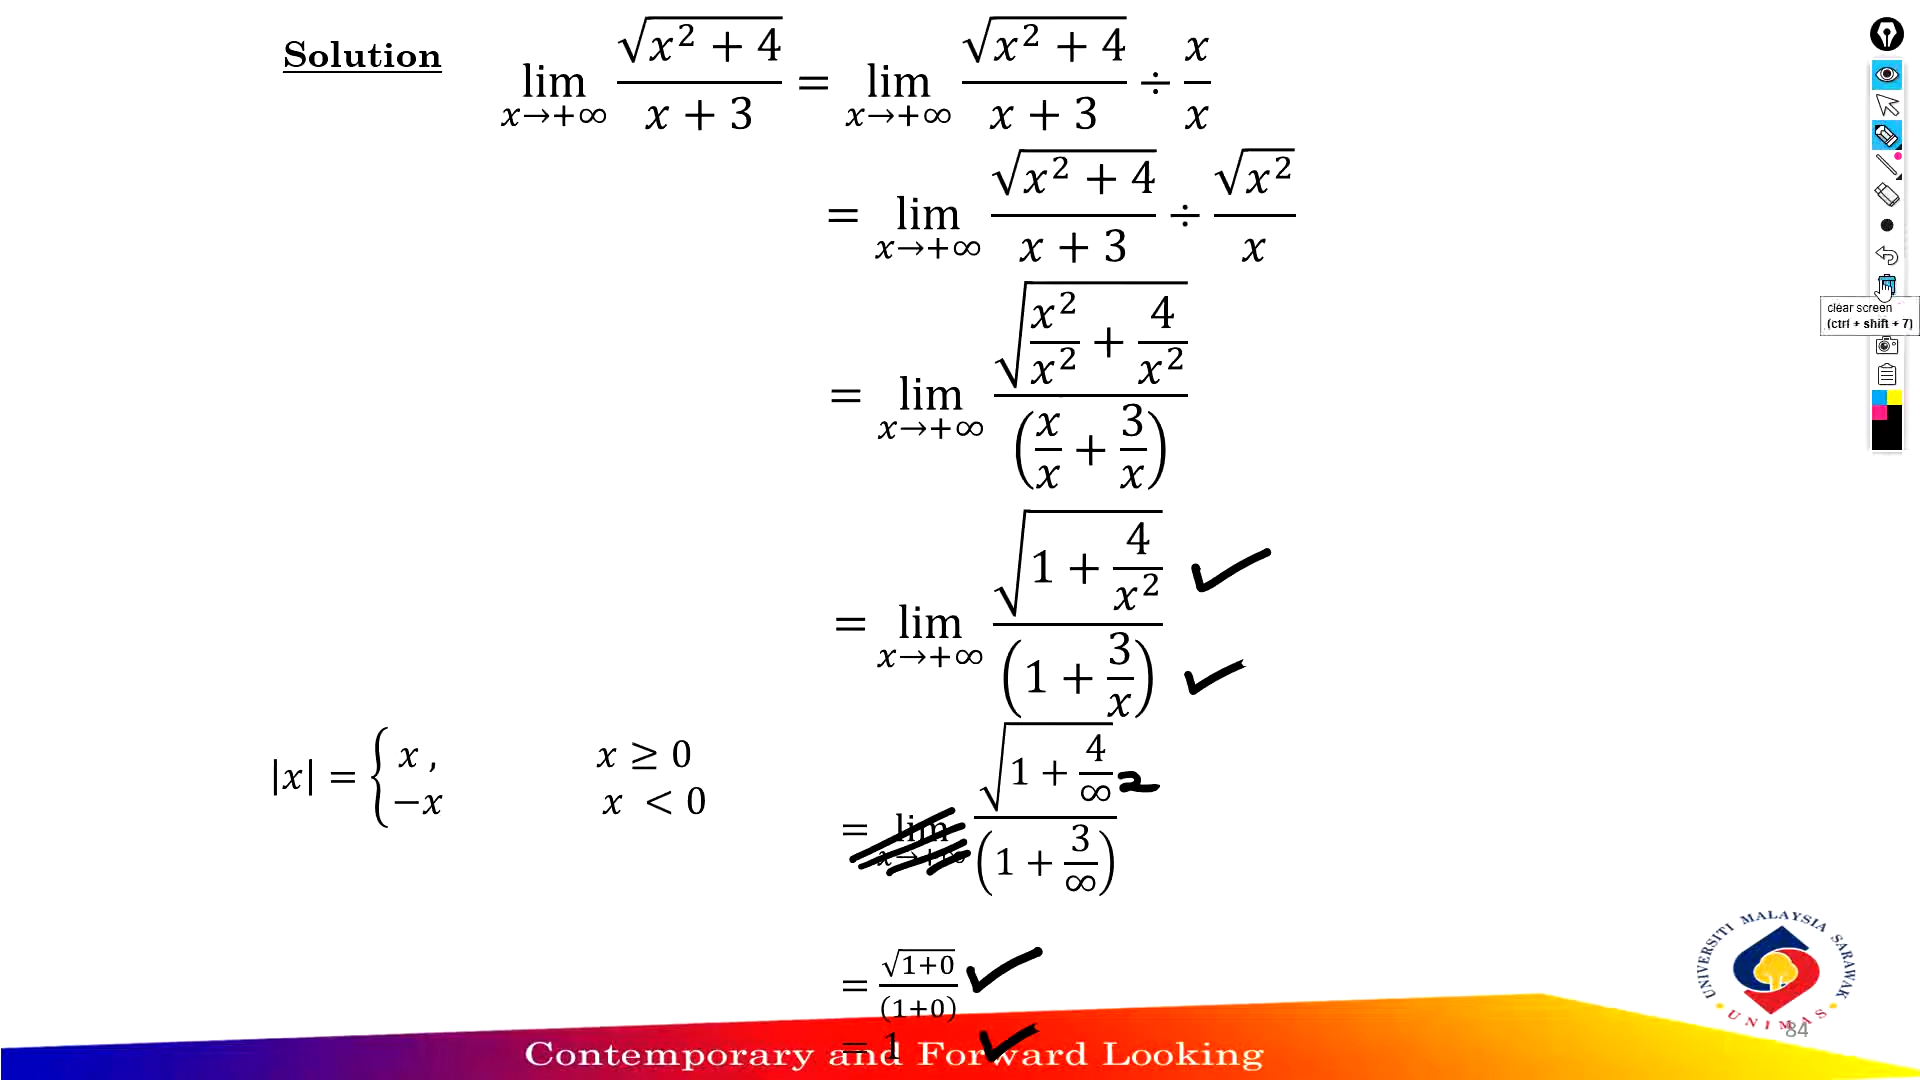 Solution
lim x→+∞ √(x² + 4) / (x + 3) = lim x→+∞ √(x² + 4) / (x + 3) ÷ x/x
= lim x→+∞ √(x² + 4) / (x + 3) ÷ √(x²) / x
= lim x→+∞ √(x²/x² + 4/x²) / (x/x + 3/x)
clear screen
(ctrl + shift + 7)
= lim x→+∞ √(1 + 4/x²) / (1 + 3/x) ✓ ✓
|x| = { x , x ≥ 0
−x x < 0
= lim x→+∞ √(1 + 4/∞ 2) / (1 + 3/∞)
= √(1+0) / (1+0) ✓
= 1 ✓
UNIVERSITI MALAYSIA SARAWAK
UNIMAS
84
Contemporary and Forward Looking